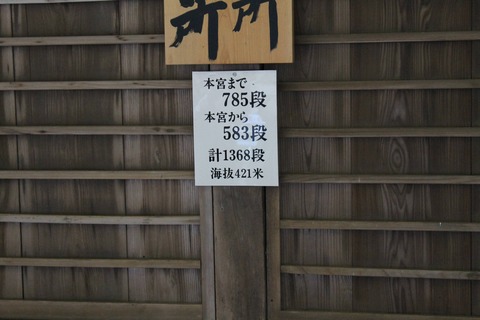 所
本宮まで
785段
本宮から
583段
計1368段
海抜421米